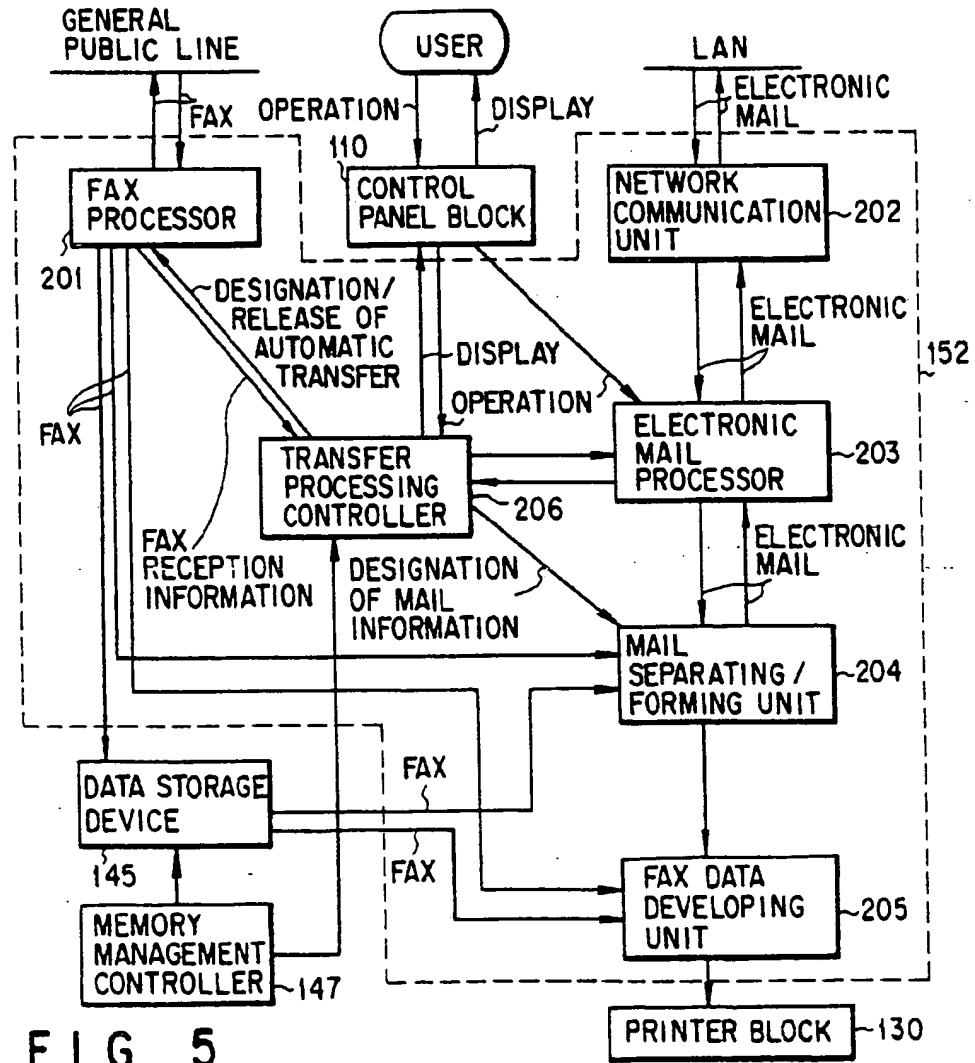 GENERAL
PUBLIC LINE
USER
LAN
FAX
OPERATION
DISPLAY
ELECTRONIC
MAIL
110
FAX
PROCESSOR
201
CONTROL
PANEL BLOCK
NETWORK
COMMUNICATION
UNIT
202
DESIGNATION/
RELEASE OF
AUTOMATIC
TRANSFER
DISPLAY
OPERATION
ELECTRONIC
MAIL
152
FAX
TRANSFER
PROCESSING
CONTROLLER
206
ELECTRONIC
MAIL
PROCESSOR
203
FAX
RECEPTION
INFORMATION
DESIGNATION
OF MAIL
INFORMATION
ELECTRONIC
MAIL
MAIL
SEPARATING/
FORMING UNIT
204
DATA STORAGE
DEVICE
145
FAX
FAX
FAX DATA
DEVELOPING
UNIT
205
MEMORY
MANAGEMENT
CONTROLLER
147
PRINTER BLOCK
130
FIG. 5